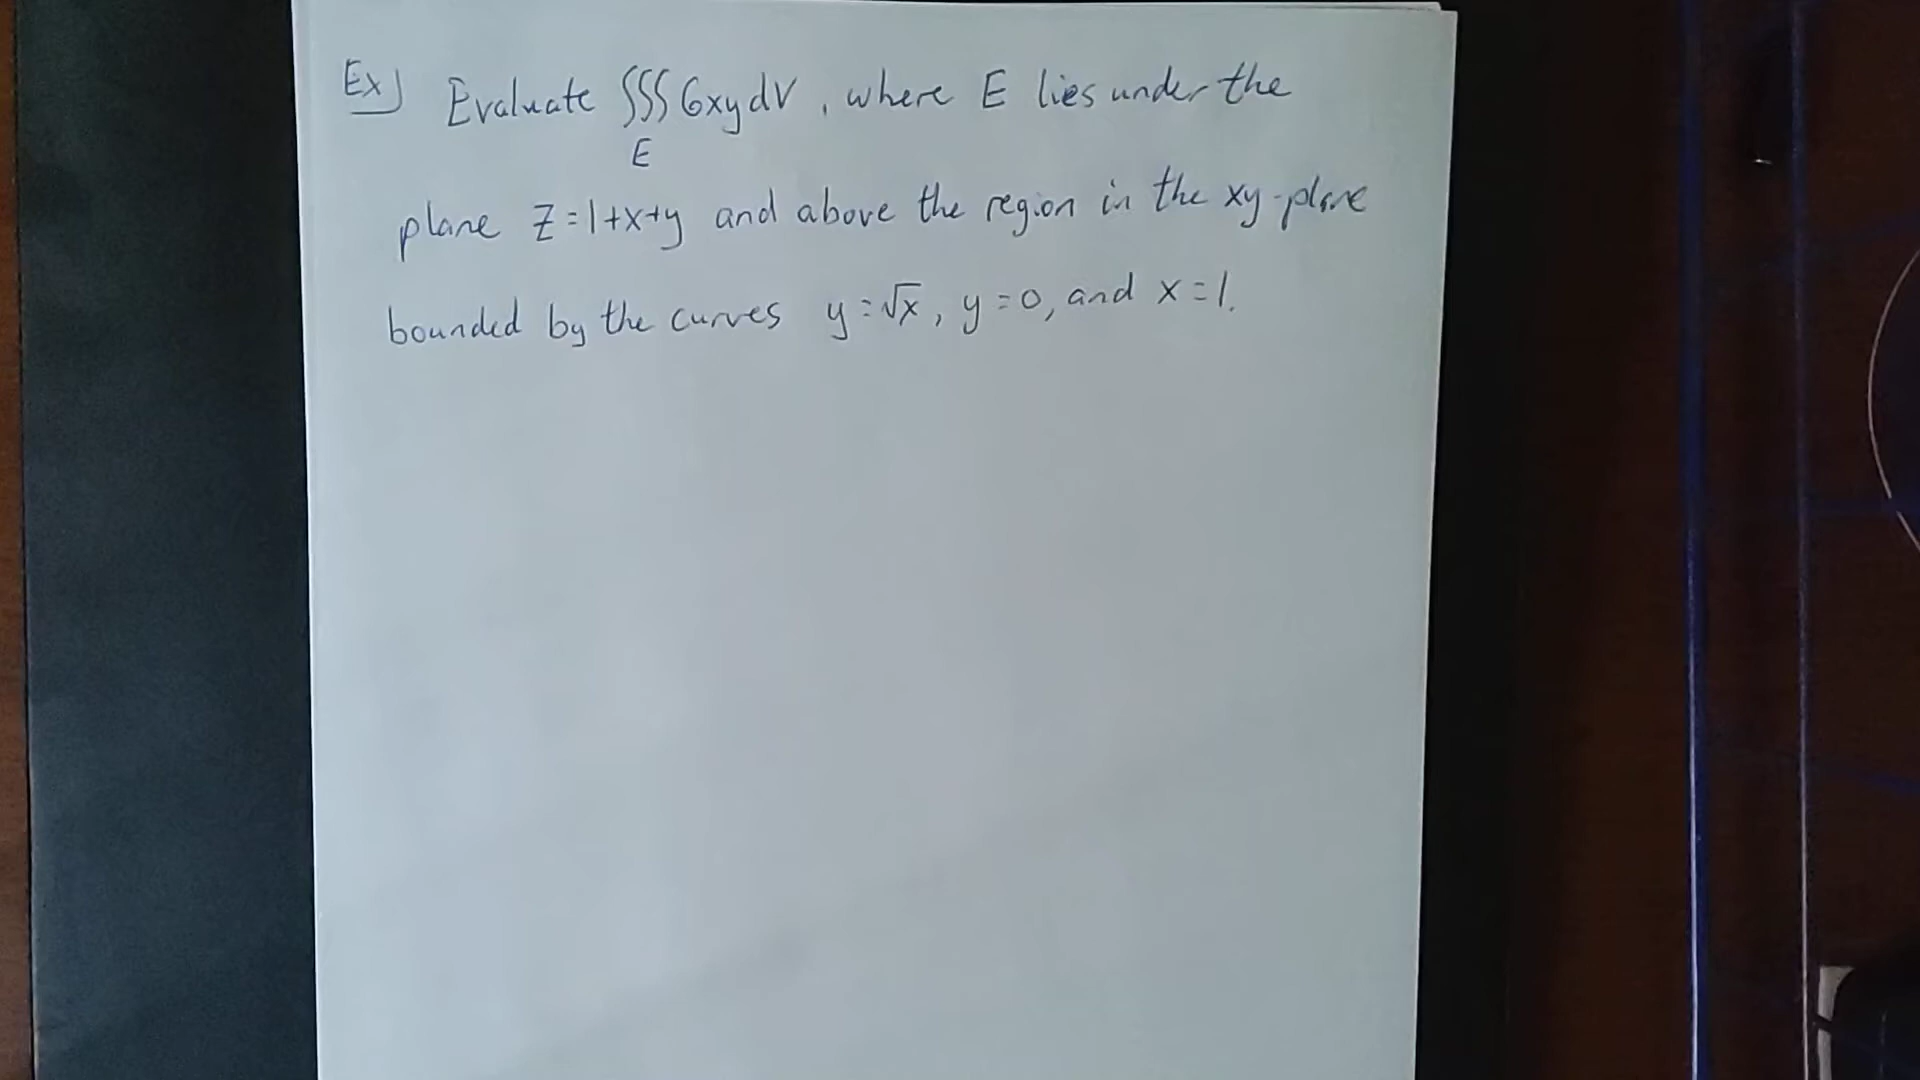 Ex) Evaluate ∭ 6xy dV, where E lies under the
E
plane z=1+x+y and above the region in the xy-plane
bounded by the curves y=√x, y=0, and x=1.